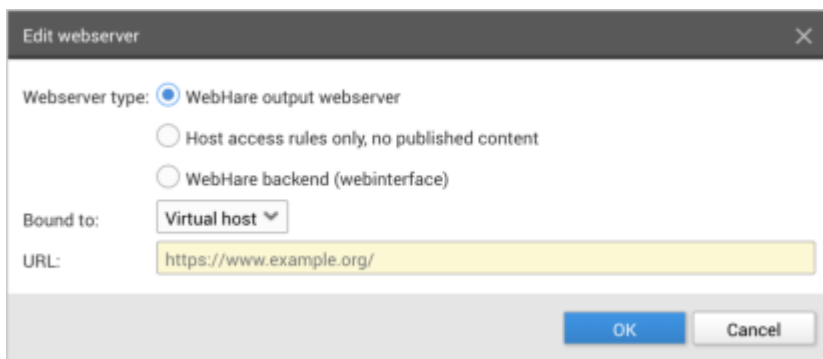 Edit webserver
Webserver type: WebHare output webserver
Host access rules only, no published content
WebHare backend (webinterface)
Bound to: Virtual host
URL: https://www.example.org/
OK Cancel